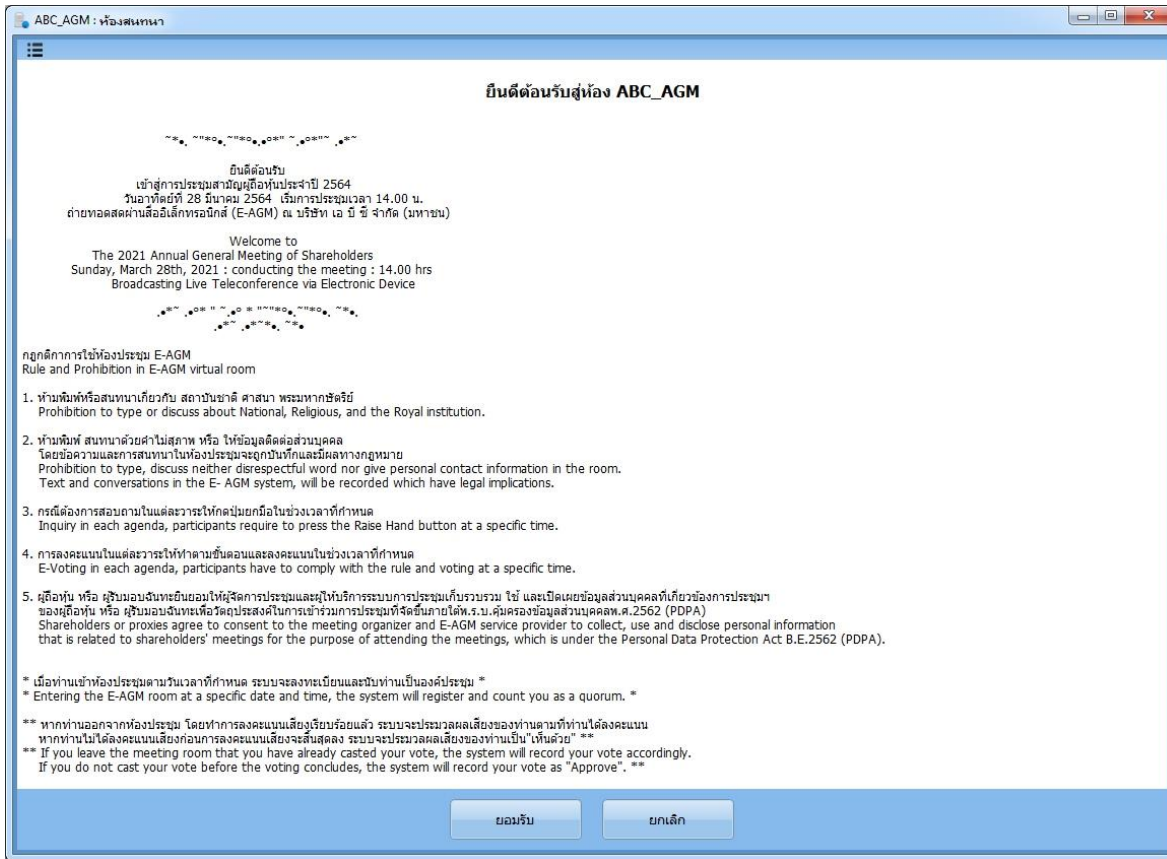 ABC_AGM : ห้องสนทนา
ยินดีต้อนรับสู่ห้อง ABC_AGM
ยินดีต้อนรับ
เข้าสู่การประชุมสามัญผู้ถือหุ้นประจำปี 2564
วันอาทิตย์ที่ 28 มีนาคม 2564 เริ่มการประชุมเวลา 14.00 น.
ถ่ายทอดสดผ่านสื่ออิเล็กทรอนิกส์ (E-AGM) ณ บริษัท เอ บี ซี จำกัด (มหาชน)
Welcome to
The 2021 Annual General Meeting of Shareholders
Sunday, March 28th, 2021 : conducting the meeting : 14.00 hrs
Broadcasting Live Teleconference via Electronic Device
กฎกติกาการใช้ห้องประชุม E-AGM
Rule and Prohibition in E-AGM virtual room
1. ห้ามพิมพ์หรือสนทนาเกี่ยวกับ สถาบันชาติ ศาสนา พระมหากษัตริย์
Prohibition to type or discuss about National, Religious, and the Royal institution.
2. ห้ามพิมพ์ สนทนาด้วยคำไม่สุภาพ หรือ ให้ข้อมูลติดต่อส่วนบุคคล
โดยข้อความและการสนทนาในห้องประชุมจะถูกบันทึกและมีผลทางกฎหมาย
Prohibition to type, discuss neither disrespectful word nor give personal contact information in the room.
Text and conversations in the E- AGM system, will be recorded which have legal implications.
3. กรณีต้องการสอบถามในแต่ละวาระให้กดปุ่มยกมือในช่วงเวลาที่กำหนด
Inquiry in each agenda, participants require to press the Raise Hand button at a specific time.
4. การลงคะแนนในแต่ละวาระให้ทำตามขั้นตอนและลงคะแนนในช่วงเวลาที่กำหนด
E-Voting in each agenda, participants have to comply with the rule and voting at a specific time.
5. ผู้ถือหุ้น หรือ ผู้รับมอบฉันทะยินยอมให้ผู้จัดการประชุมและผู้ให้บริการระบบการประชุมเก็บรวบรวม ใช้ และเปิดเผยข้อมูลส่วนบุคคลที่เกี่ยวข้องการประชุมฯ
ของผู้ถือหุ้น หรือ ผู้รับมอบฉันทะเพื่อวัตถุประสงค์ในการเข้าร่วมการประชุมที่จัดขึ้นภายใต้พ.ร.บ.คุ้มครองข้อมูลส่วนบุคคลพ.ศ.2562 (PDPA)
Shareholders or proxies agree to consent to the meeting organizer and E-AGM service provider to collect, use and disclose personal information
that is related to shareholders' meetings for the purpose of attending the meetings, which is under the Personal Data Protection Act B.E.2562 (PDPA).
* เมื่อท่านเข้าห้องประชุมตามวันเวลาที่กำหนด ระบบจะลงทะเบียนและนับท่านเป็นองค์ประชุม *
* Entering the E-AGM room at a specific date and time, the system will register and count you as a quorum. *
** หากท่านออกจากห้องประชุม โดยทำการลงคะแนนเสียงเรียบร้อยแล้ว ระบบจะประมวลผลเสียงของท่านตามที่ท่านได้ลงคะแนน
หากท่านไม่ได้ลงคะแนนเสียงก่อนการลงคะแนนเสียงจะสิ้นสุดลง ระบบจะประมวลผลเสียงของท่านเป็น"เห็นด้วย" **
** If you leave the meeting room that you have already casted your vote, the system will record your vote accordingly.
If you do not cast your vote before the voting concludes, the system will record your vote as "Approve". **
ยอมรับ
ยกเลิก